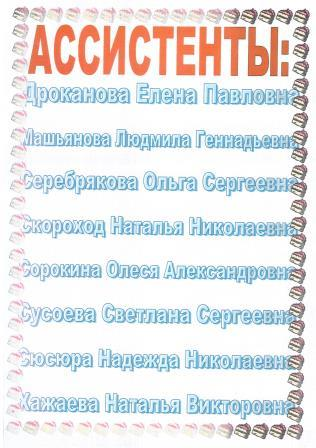 АССИСТЕНТЫ:
Дроканова Елена Павловна
Машьянова Людмила Геннадьевна
Серебрякова Ольга Сергеевна
Скороход Наталья Николаевна
Сорокина Олеся Александровна
Сусоева Светлана Сергеевна
Сюсюра Надежда Николаевна
Хажаева Наталья Викторовна